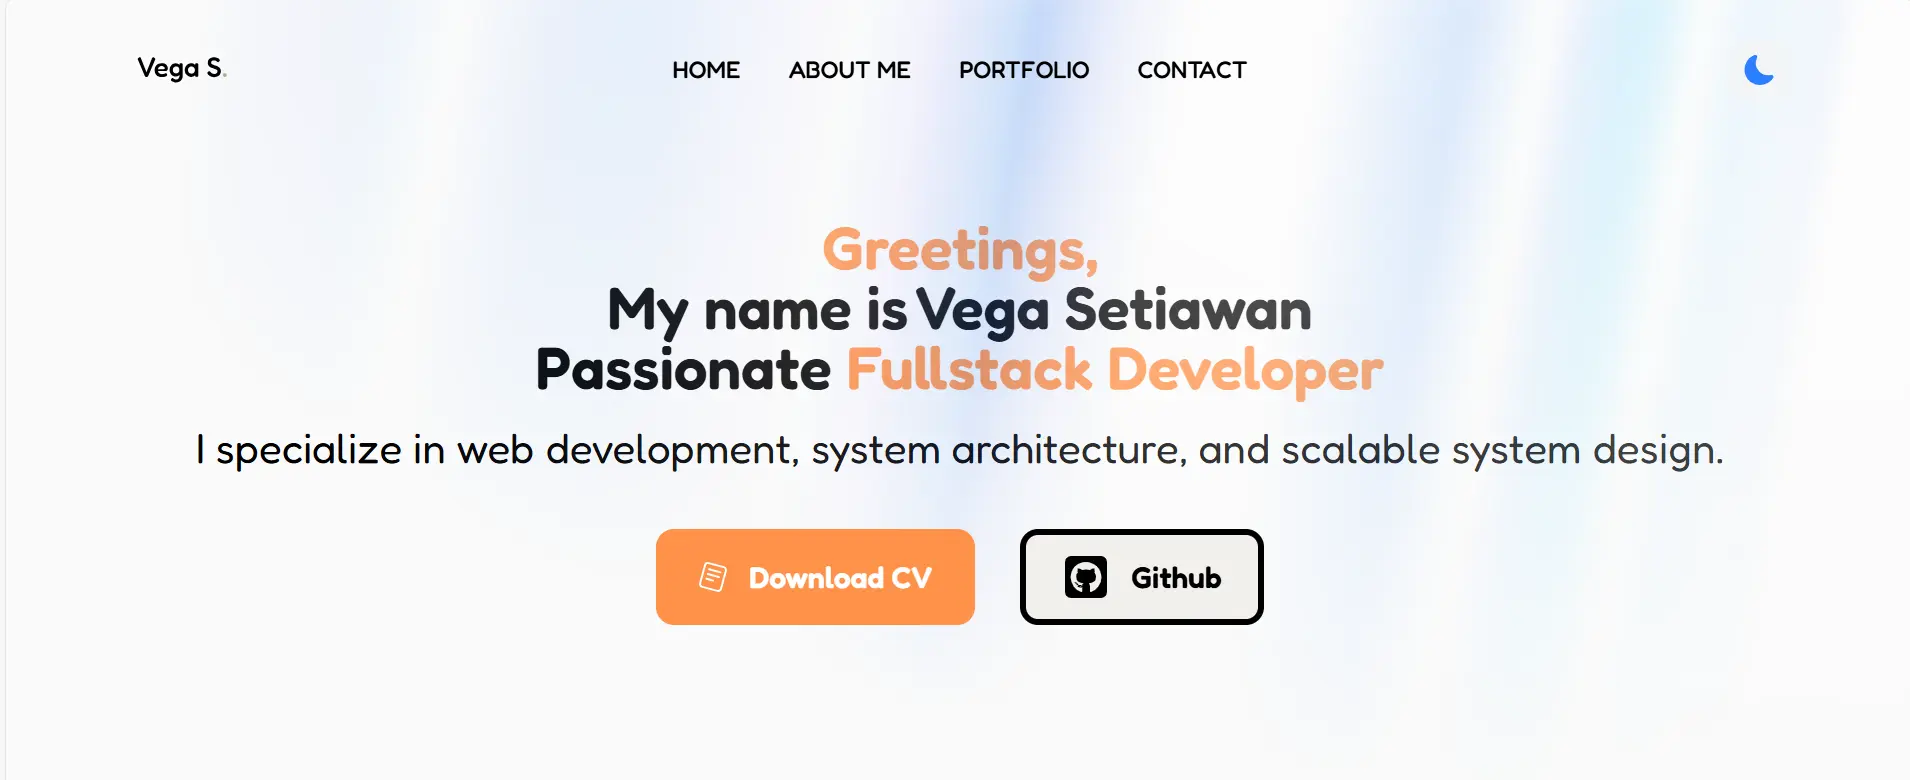 Vega S.
HOME ABOUT ME PORTFOLIO CONTACT
Greetings,
My name is Vega Setiawan
Passionate Fullstack Developer
I specialize in web development, system architecture, and scalable system design.
Download CV
Github